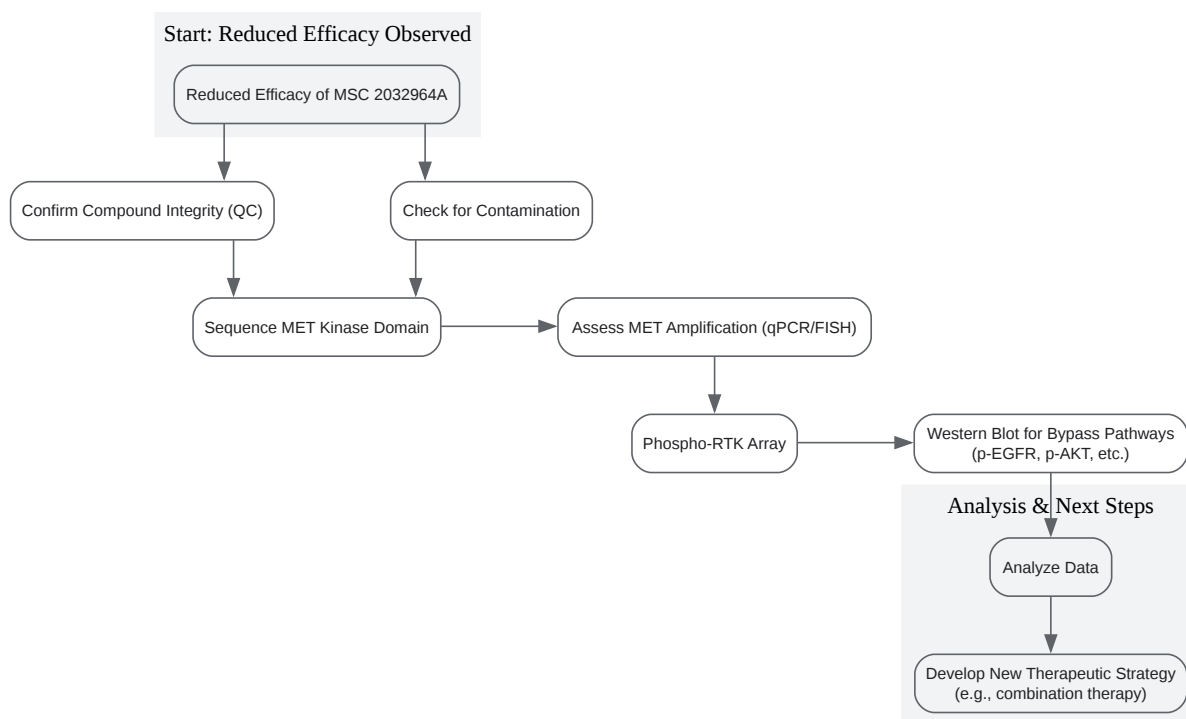 Start: Reduced Efficacy Observed
Reduced Efficacy of MSC 2032964A
Confirm Compound Integrity (QC)
Check for Contamination
Sequence MET Kinase Domain
Assess MET Amplification (qPCR/FISH)
Phospho-RTK Array
Western Blot for Bypass Pathways
(p-EGFR, p-AKT, etc.)
Analysis & Next Steps
Analyze Data
Develop New Therapeutic Strategy
(e.g., combination therapy)